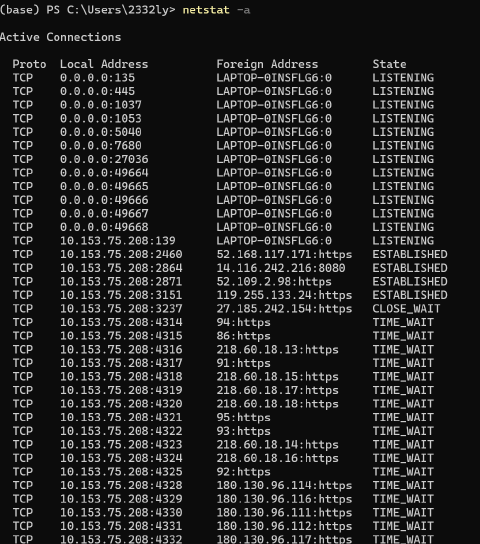 (base) PS C:\Users\2332ly> netstat -a
Active Connections
Proto  Local Address          Foreign Address        State
TCP    0.0.0.0:135            LAPTOP-0INSFLG6:0      LISTENING
TCP    0.0.0.0:445            LAPTOP-0INSFLG6:0      LISTENING
TCP    0.0.0.0:1037           LAPTOP-0INSFLG6:0      LISTENING
TCP    0.0.0.0:1053           LAPTOP-0INSFLG6:0      LISTENING
TCP    0.0.0.0:5040           LAPTOP-0INSFLG6:0      LISTENING
TCP    0.0.0.0:7680           LAPTOP-0INSFLG6:0      LISTENING
TCP    0.0.0.0:27036          LAPTOP-0INSFLG6:0      LISTENING
TCP    0.0.0.0:49664          LAPTOP-0INSFLG6:0      LISTENING
TCP    0.0.0.0:49665          LAPTOP-0INSFLG6:0      LISTENING
TCP    0.0.0.0:49666          LAPTOP-0INSFLG6:0      LISTENING
TCP    0.0.0.0:49667          LAPTOP-0INSFLG6:0      LISTENING
TCP    0.0.0.0:49668          LAPTOP-0INSFLG6:0      LISTENING
TCP    10.153.75.208:139      LAPTOP-0INSFLG6:0      LISTENING
TCP    10.153.75.208:2460     52.168.117.171:https   ESTABLISHED
TCP    10.153.75.208:2864     14.116.242.216:8080    ESTABLISHED
TCP    10.153.75.208:2871     52.109.2.98:https      ESTABLISHED
TCP    10.153.75.208:3151     119.255.133.24:https   ESTABLISHED
TCP    10.153.75.208:3237     27.185.242.154:https   CLOSE_WAIT
TCP    10.153.75.208:4314     94:https               TIME_WAIT
TCP    10.153.75.208:4315     86:https               TIME_WAIT
TCP    10.153.75.208:4316     218.60.18.13:https     TIME_WAIT
TCP    10.153.75.208:4317     91:https               TIME_WAIT
TCP    10.153.75.208:4318     218.60.18.15:https     TIME_WAIT
TCP    10.153.75.208:4319     218.60.18.17:https     TIME_WAIT
TCP    10.153.75.208:4320     218.60.18.18:https     TIME_WAIT
TCP    10.153.75.208:4321     95:https               TIME_WAIT
TCP    10.153.75.208:4322     93:https               TIME_WAIT
TCP    10.153.75.208:4323     218.60.18.14:https     TIME_WAIT
TCP    10.153.75.208:4324     218.60.18.16:https     TIME_WAIT
TCP    10.153.75.208:4325     92:https               TIME_WAIT
TCP    10.153.75.208:4328     180.130.96.114:https   TIME_WAIT
TCP    10.153.75.208:4329     180.130.96.116:https   TIME_WAIT
TCP    10.153.75.208:4330     180.130.96.111:https   TIME_WAIT
TCP    10.153.75.208:4331     180.130.96.112:https   TIME_WAIT
TCP    10.153.75.208:4332     180.130.96.117:https   TIME_WAIT